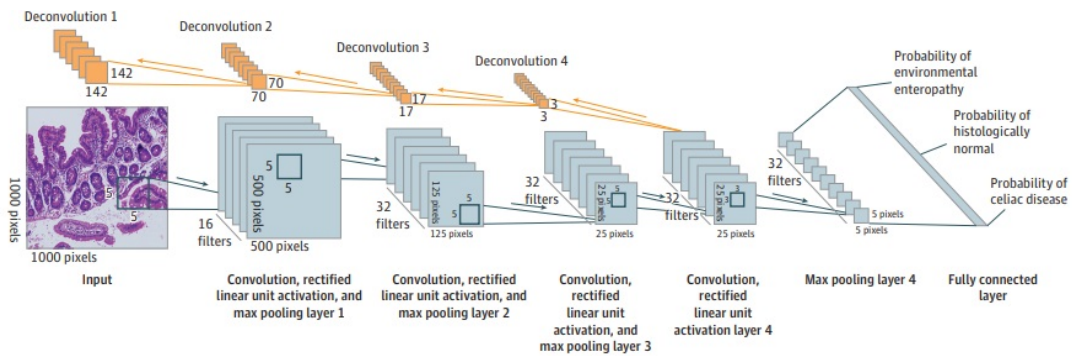 Deconvolution 1
142
142
Deconvolution 2
70
70
Deconvolution 3
17
17
Deconvolution 4
3
3
1000 pixels
5
5
1000 pixels
Input
5
5
500 pixels
16
filters
500 pixels
Convolution, rectified
linear unit activation, and
max pooling layer 1
125 pixels
5
5
32
filters
125 pixels
Convolution, rectified
linear unit activation, and
max pooling layer 2
32
filters
25 pixels
5
5
25 pixels
Convolution,
rectified
linear unit
activation, and
max pooling layer 3
32
filters
25 pixels
3
3
25 pixels
Convolution,
rectified
linear unit
activation layer 4
32
filters
5 pixels
5 pixels
Max pooling layer 4
Probability of
environmental
enteropathy
Probability of
histologically
normal
Probability of
celiac disease
Fully connected
layer